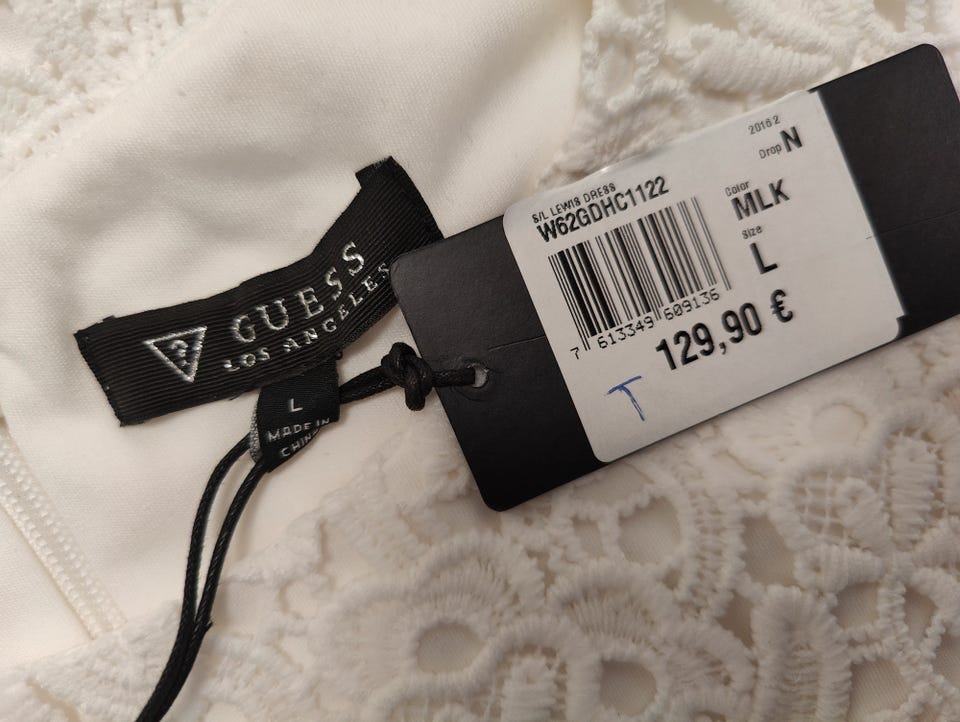 GUESS
LOS ANGELES
L
MADE IN
CHINA
S/L LEWIS DRESS
W62GDHC1122
7 613349 609136
129,90 €
2016 2
Drop N
Color
MLK
Size
L
T